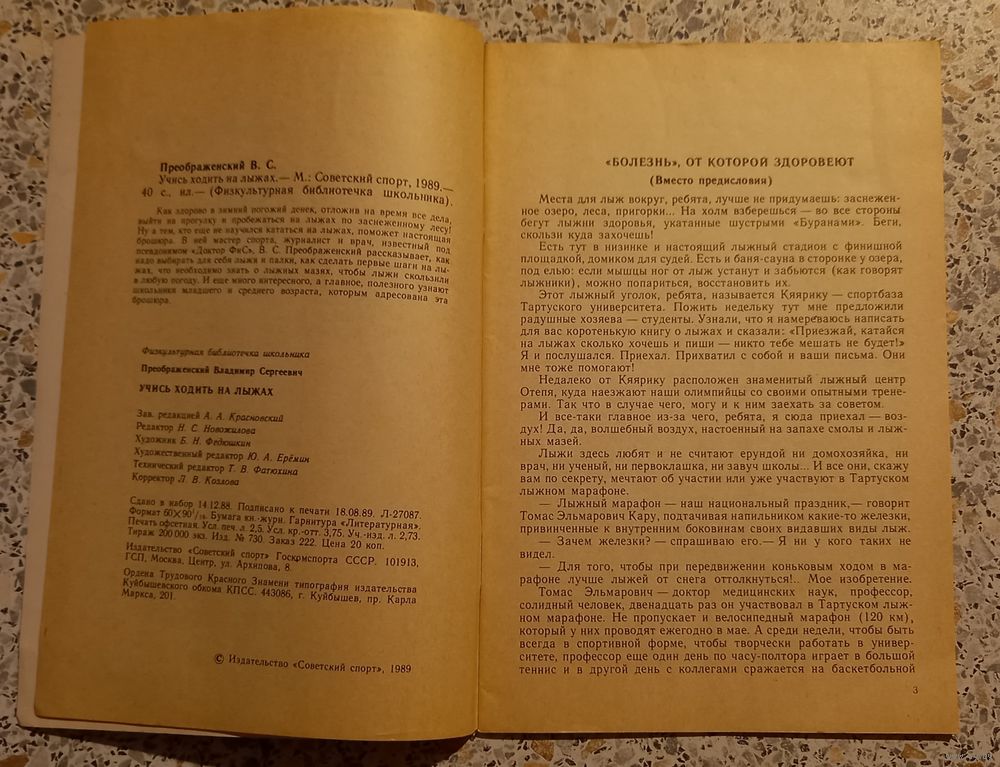 Преображенский В. С.
Учись ходить на лыжах.— М.: Советский спорт, 1989.—
40 с., ил.— (Физкультурная библиотечка школьника).
Как здорово в зимний погожий денек, отложив на время все дела,
выйти на прогулку и пробежаться на лыжах по заснеженному лесу!
Ну а тем, кто еще не научился кататься на лыжах, поможет настоящая
брошюра. В ней мастер спорта, журналист и врач, известный под
псевдонимом «Доктор ФиС», В. С. Преображенский рассказывает, как
надо выбирать для себя лыжи и палки, как сделать первые шаги на лы-
жах, что необходимо знать о лыжных мазях, чтобы лыжи скользили
в любую погоду. И еще много интересного, а главное, полезного узнают
школьники младшего и среднего возраста, которым адресована эта
брошюра.
Физкультурная библиотечка школьника
Преображенский Владимир Сергеевич
УЧИСЬ ХОДИТЬ НА ЛЫЖАХ
Зав. редакцией А. А. Красновский
Редактор Н. С. Новожилова
Художник Б. Н. Федюшкин
Художественный редактор Ю. А. Ерёмин
Технический редактор Т. В. Фатюхина
Корректор Л. В. Козлова
Сдано в набор 14.12.88. Подписано к печати 18.08.89. Л-27087.
Формат 60×90¹/₁₆. Бумага кн.-журн. Гарнитура «Литературная».
Печать офсетная. Усл. печ. л. 2,5. Усл. кр.-отт. 3,75. Уч.-изд. л. 2,73.
Тираж 200 000 экз. Изд. № 730. Заказ 222. Цена 20 коп.
Издательство «Советский спорт» Госкомспорта СССР. 101913,
ГСП, Москва, Центр, ул. Архипова, 8.
Ордена Трудового Красного Знамени типография издательства
Куйбышевского обкома КПСС. 443086, г. Куйбышев, пр. Карла
Маркса, 201.
© Издательство «Советский спорт», 1989
«БОЛЕЗНЬ», ОТ КОТОРОЙ ЗДОРОВЕЮТ
(Вместо предисловия)
Места для лыж вокруг, ребята, лучше не придумаешь: заснежен-
ное озеро, леса, пригорки... На холм взберешься — во все стороны
бегут лыжни здоровья, укатанные шустрыми «Буранами». Беги,
скользи куда захочешь!
Есть тут в низинке и настоящий лыжный стадион с финишной
площадкой, домиком для судей. Есть и баня-сауна в сторонке у озера,
под елью: если мышцы ног от лыж устанут и забьются (как говорят
лыжники), можно попариться, восстановить их.
Этот лыжный уголок, ребята, называется Кяярику — спортбаза
Тартуского университета. Пожить недельку тут мне предложили
радушные хозяева — студенты. Узнали, что я намереваюсь написать
для вас коротенькую книгу о лыжах и сказали: «Приезжай, катайся
на лыжах сколько хочешь и пиши — никто тебе мешать не будет!»
Я и послушался. Приехал. Прихватил с собой и ваши письма. Они
мне тоже помогают!
Недалеко от Кяярику расположен знаменитый лыжный центр
Отепя, куда наезжают наши олимпийцы со своими опытными трене-
рами. Так что в случае чего, могу и к ним заехать за советом.
И все-таки главное из-за чего, ребята, я сюда приехал — воз-
дух! Да, да, волшебный воздух, настоенный на запахе смолы и лыж-
ных мазей.
Лыжи здесь любят и не считают ерундой ни домохозяйка, ни
врач, ни ученый, ни первоклашка, ни завуч школы... И все они, скажу
вам по секрету, мечтают об участии или уже участвуют в Тартуском
лыжном марафоне.
— Лыжный марафон — наш национальный праздник,— говорит
Томас Эльмарович Кару, подтачивая напильником какие-то железки,
привинченные к внутренним боковинам своих видавших виды лыж.
— Зачем железки? — спрашиваю его.— Я ни у кого таких не
видел.
— Для того, чтобы при передвижении коньковым ходом в ма-
рафоне лучше лыжей от снега оттолкнуться!.. Мое изобретение.
Томас Эльмарович — доктор медицинских наук, профессор,
солидный человек, двенадцать раз он участвовал в Тартуском лыж-
ном марафоне. Не пропускает и велосипедный марафон (120 км),
который у них проводят ежегодно в мае. А среди недели, чтобы быть
всегда в спортивной форме, чтобы творчески работать в универ-
ситете, профессор еще один день по часу-полтора играет в большой
теннис и в другой день с коллегами сражается на баскетбольной
3